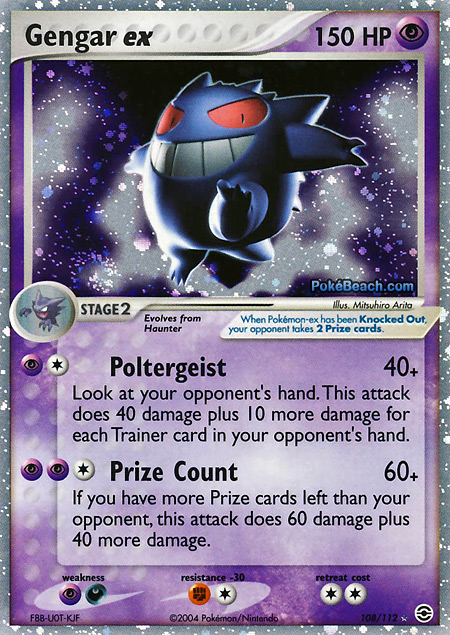 Gengar ex 150 HP
PokéBeach.com
Illus. Mitsuhiro Arita
STAGE2
Evolves from
Haunter
When Pokémon-ex has been Knocked Out,
your opponent takes 2 Prize cards.
Poltergeist 40+
Look at your opponent's hand. This attack
does 40 damage plus 10 more damage for
each Trainer card in your opponent's hand.
Prize Count 60+
If you have more Prize cards left than your
opponent, this attack does 60 damage plus
40 more damage.
weakness resistance -30 retreat cost
FBB-U0T-KJF ©2004 Pokémon/Nintendo 108/112